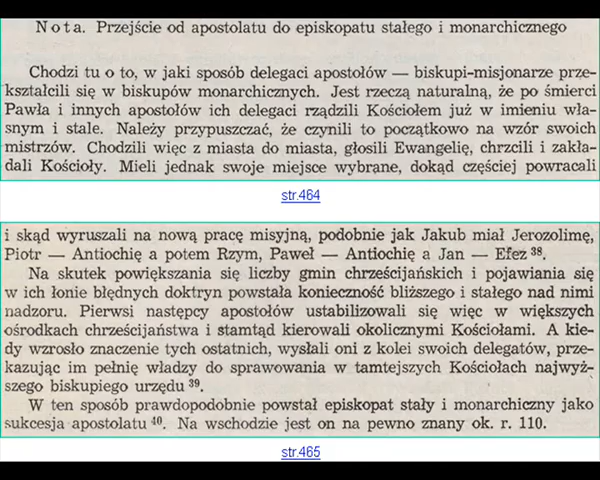 Nota. Przejście od apostolatu do episkopatu stałego i monarchicznego
Chodzi tu o to, w jaki sposób delegaci apostołów — biskupi-misjonarze prze-
kształcili się w biskupów monarchicznych. Jest rzeczą naturalną, że po śmierci
Pawła i innych apostołów ich delegaci rządzili Kościołem już w imieniu wła-
snym i stale. Należy przypuszczać, że czynili to początkowo na wzór swoich
mistrzów. Chodzili więc z miasta do miasta, głosili Ewangelię, chrzcili i zakła-
dali Kościoły. Mieli jednak swoje miejsce wybrane, dokąd częściej powracali
str.464
i skąd wyruszali na nową pracę misyjną, podobnie jak Jakub miał Jerozolimę,
Piotr — Antiochię a potem Rzym, Paweł — Antiochię a Jan — Efez 38.
Na skutek powiększania się liczby gmin chrześcijańskich i pojawiania się
w ich łonie błędnych doktryn powstała konieczność bliższego i stałego nad nimi
nadzoru. Pierwsi następcy apostołów ustabilizowali się więc w większych
ośrodkach chrześcijaństwa i stamtąd kierowali okolicznymi Kościołami. A kie-
dy wzrosło znaczenie tych ostatnich, wysłali oni z kolei swoich delegatów, prze-
kazując im pełnię władzy do sprawowania w tamtejszych Kościołach najwyż-
szego biskupiego urzędu 39.
W ten sposób prawdopodobnie powstał episkopat stały i monarchiczny jako
sukcesja apostolatu 40. Na wschodzie jest on na pewno znany ok. r. 110.
str.465